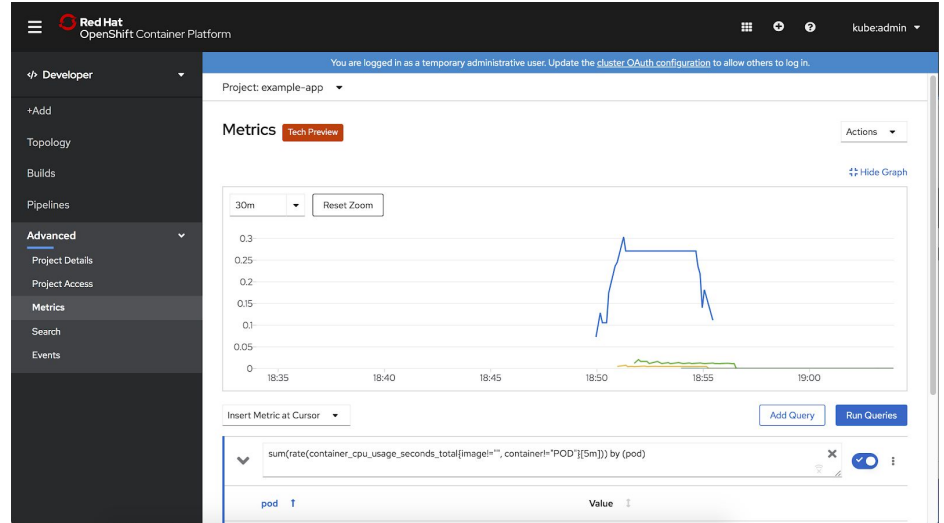 Red Hat
OpenShift Container Platform
kube:admin
Developer
You are logged in as a temporary administrative user. Update the cluster OAuth configuration to allow others to log in.
Project: example-app
+Add
Topology
Builds
Pipelines
Advanced
Project Details
Project Access
Metrics
Search
Events
Metrics Tech Preview
Actions
Hide Graph
30m
Reset Zoom
0.3
0.25
0.2
0.15
0.1
0.05
0
18:35 18:40 18:45 18:50 18:55 19:00
Insert Metric at Cursor
Add Query
Run Queries
sum(rate(container_cpu_usage_seconds_total{image!="", container!="POD"}[5m])) by (pod)
pod
Value